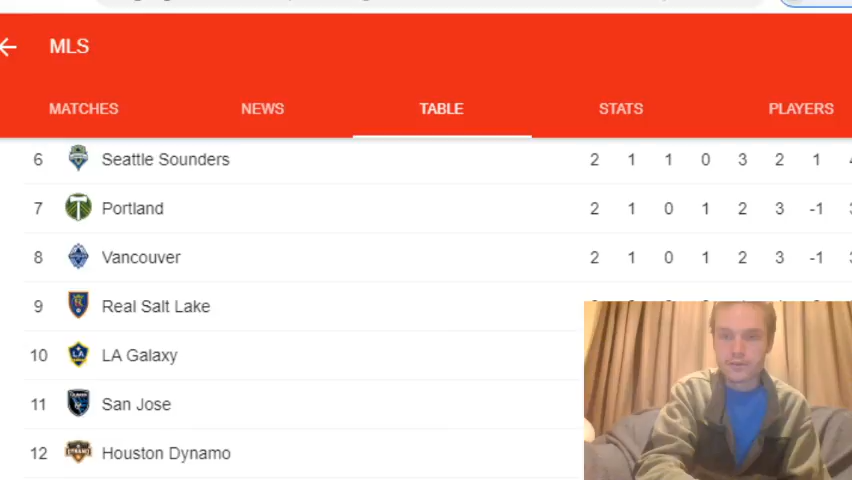 MLS
MATCHES NEWS TABLE STATS PLAYERS
6 Seattle Sounders 2 1 1 0 3 2 1
7 Portland 2 1 0 1 2 3 -1
8 Vancouver 2 1 0 1 2 3 -1
9 Real Salt Lake
10 LA Galaxy
11 San Jose
12 Houston Dynamo